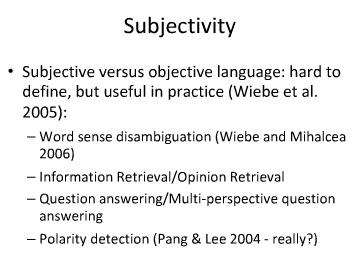 Subjectivity
• Subjective versus objective language: hard to
define, but useful in practice (Wiebe et al.
2005):
– Word sense disambiguation (Wiebe and Mihalcea
2006)
– Information Retrieval/Opinion Retrieval
– Question answering/Multi-perspective question
answering
– Polarity detection (Pang & Lee 2004 - really?)